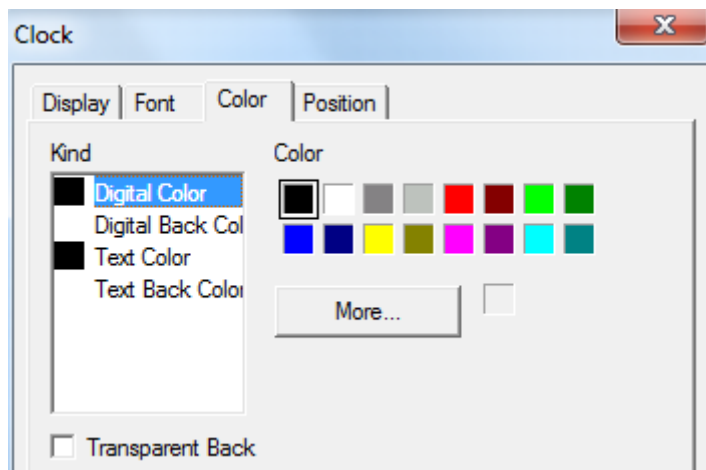 Clock
Display Font Color Position
Kind
Color
Digital Color
Digital Back Col
Text Color
Text Back Color
More...
Transparent Back